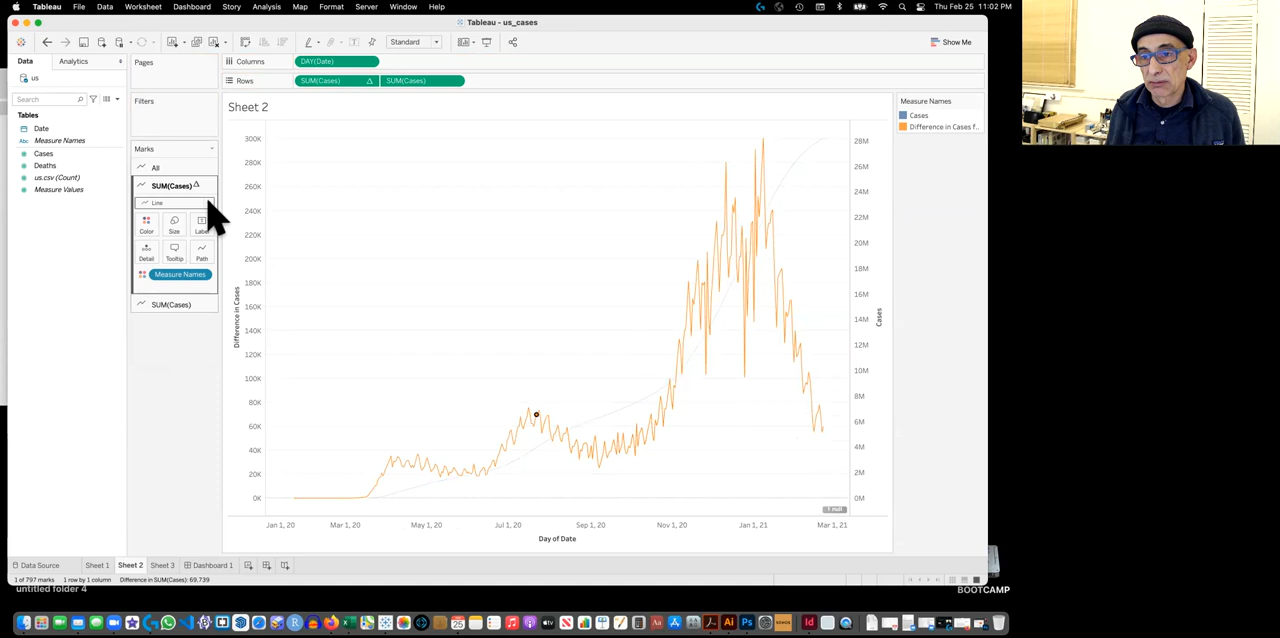 Tableau File Data Worksheet Dashboard Story Analysis Map Format Server Window Help Thu Feb 25 11:02 PM
Tableau - us_cases
Standard Show Me
Data Analytics Pages Columns DAY(Date)
us Rows SUM(Cases) SUM(Cases)
Search Filters Sheet 2 Measure Names
Tables Cases
Date Difference in Cases f..
Abc Measure Names
Cases Marks
Deaths All
us.csv (Count) SUM(Cases)
Measure Values Line
Color Size Label
Detail Tooltip Path
Measure Names
SUM(Cases)
Difference in Cases
300K
280K
260K
240K
220K
200K
180K
160K
140K
120K
100K
80K
60K
40K
20K
0K
28M
26M
24M
22M
20M
18M
16M
14M
12M
10M
8M
6M
4M
2M
0M
Cases
1 null
Jan 1, 20 Mar 1, 20 May 1, 20 Jul 1, 20 Sep 1, 20 Nov 1, 20 Jan 1, 21 Mar 1, 21
Day of Date
Data Source Sheet 1 Sheet 2 Sheet 3 Dashboard 1
1 of 797 marks 1 row by 1 column Difference in SUM(Cases): 69,739
untitled folder 4 BOOTCAMP